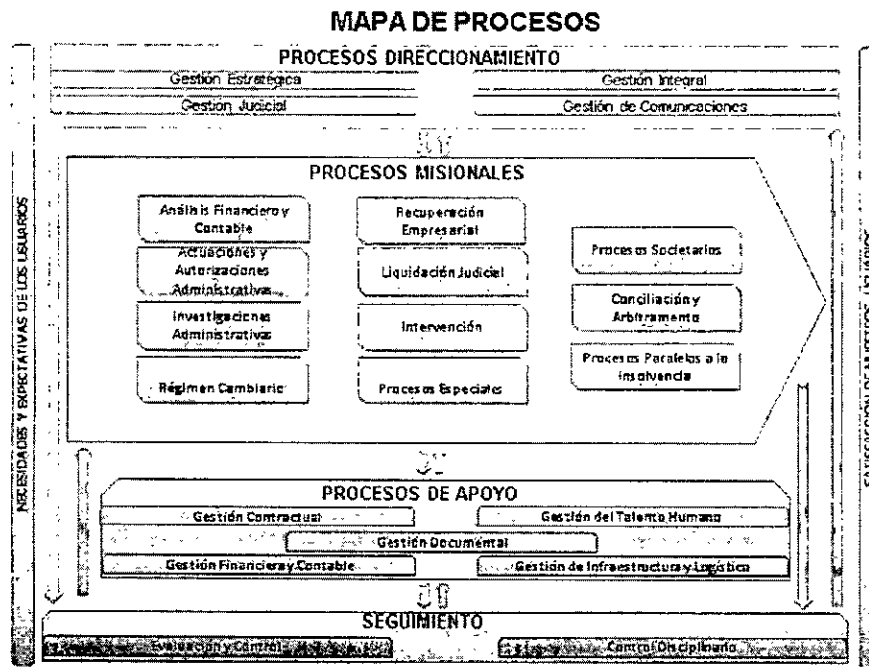 MAPA DE PROCESOS
PROCESOS DIRECCIONAMIENTO
Gestión Estratégica
Gestión Integral
Gestión Judicial
Gestión de Comunicaciones
NECESIDADES Y EXPECTATIVAS DE LOS USUARIOS
PROCESOS MISIONALES
Análisis Financiero y
Contable
Actuaciones y
Autorizaciones
Administrativas
Investigaciones
Administrativas
Régimen Cambiario
Recuperación
Empresarial
Liquidación Judicial
Intervención
Procesos Especiales
Procesos Societarios
Conciliación y
Arbitramento
Procesos Paralelos a la
Insolvencia
PROCESOS DE APOYO
Gestión Contractual
Gestión del Talento Humano
Gestión Documental
Gestión Financiera y Contable
Gestión de Infraestructura y Logística
SEGUIMIENTO
Evaluación y Control
Control Disciplinario
USUARIOS